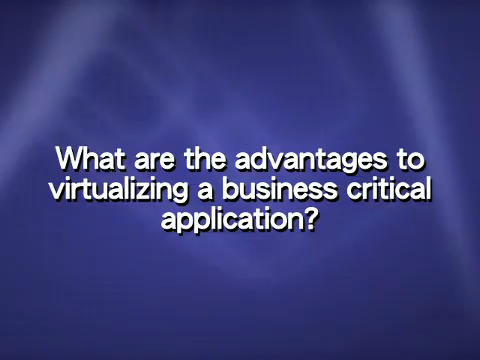 What are the advantages to
virtualizing a business critical
application?